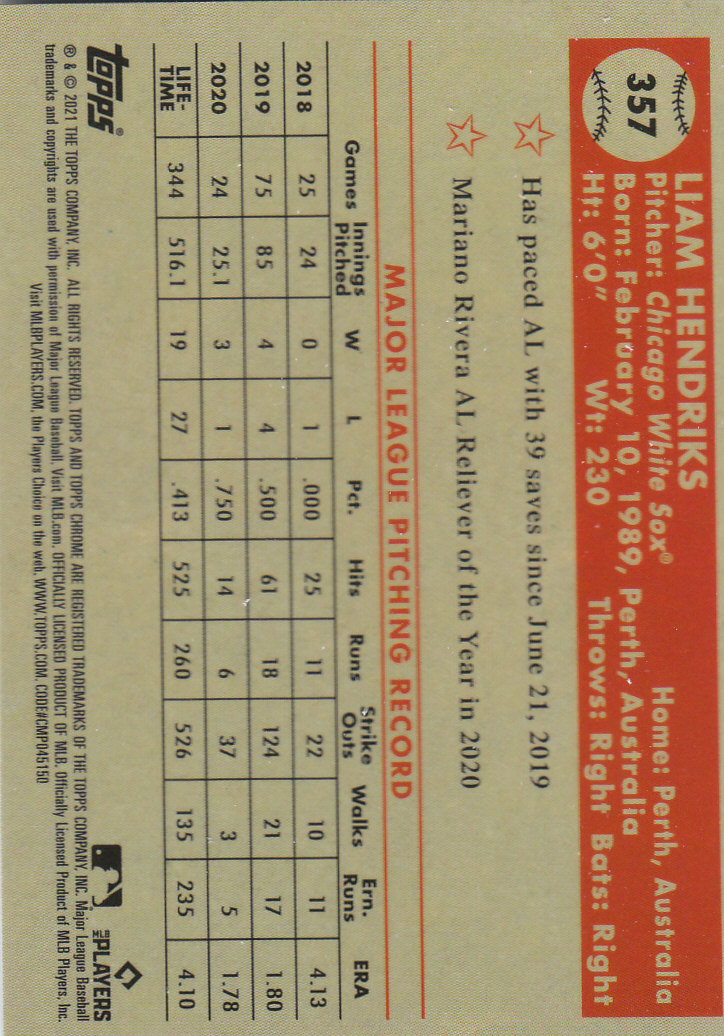 357
LIAM HENDRIKS
Pitcher: Chicago White Sox® Home: Perth, Australia
Born: February 10, 1989, Perth, Australia
Ht: 6'0" Wt: 230 Throws: Right Bats: Right
Has paced AL with 39 saves since June 21, 2019
Mariano Rivera AL Reliever of the Year in 2020
MAJOR LEAGUE PITCHING RECORD
Games Innings Pitched W L Pct. Hits Runs Strike Outs Walks Ern. Runs ERA
2018 25 24 0 1 .000 25 11 22 10 11 4.13
2019 75 85 4 4 .500 61 18 124 21 17 1.80
2020 24 25.1 3 1 .750 14 6 37 3 5 1.78
LIFE-TIME 344 516.1 19 27 .413 525 260 526 135 235 4.10
topps®
MLB PLAYERS
® & © 2021 THE TOPPS COMPANY, INC. ALL RIGHTS RESERVED. TOPPS AND TOPPS CHROME ARE REGISTERED TRADEMARKS OF THE TOPPS COMPANY, INC. Major League Baseball
trademarks and copyrights are used with permission of Major League Baseball. Visit MLB.com. OFFICIALLY LICENSED PRODUCT OF MLB. Officially Licensed Product of MLB Players, Inc.
Visit MLBPLAYERS.COM, the Players Choice on the web. WWW.TOPPS.COM. CODE#CMP045150